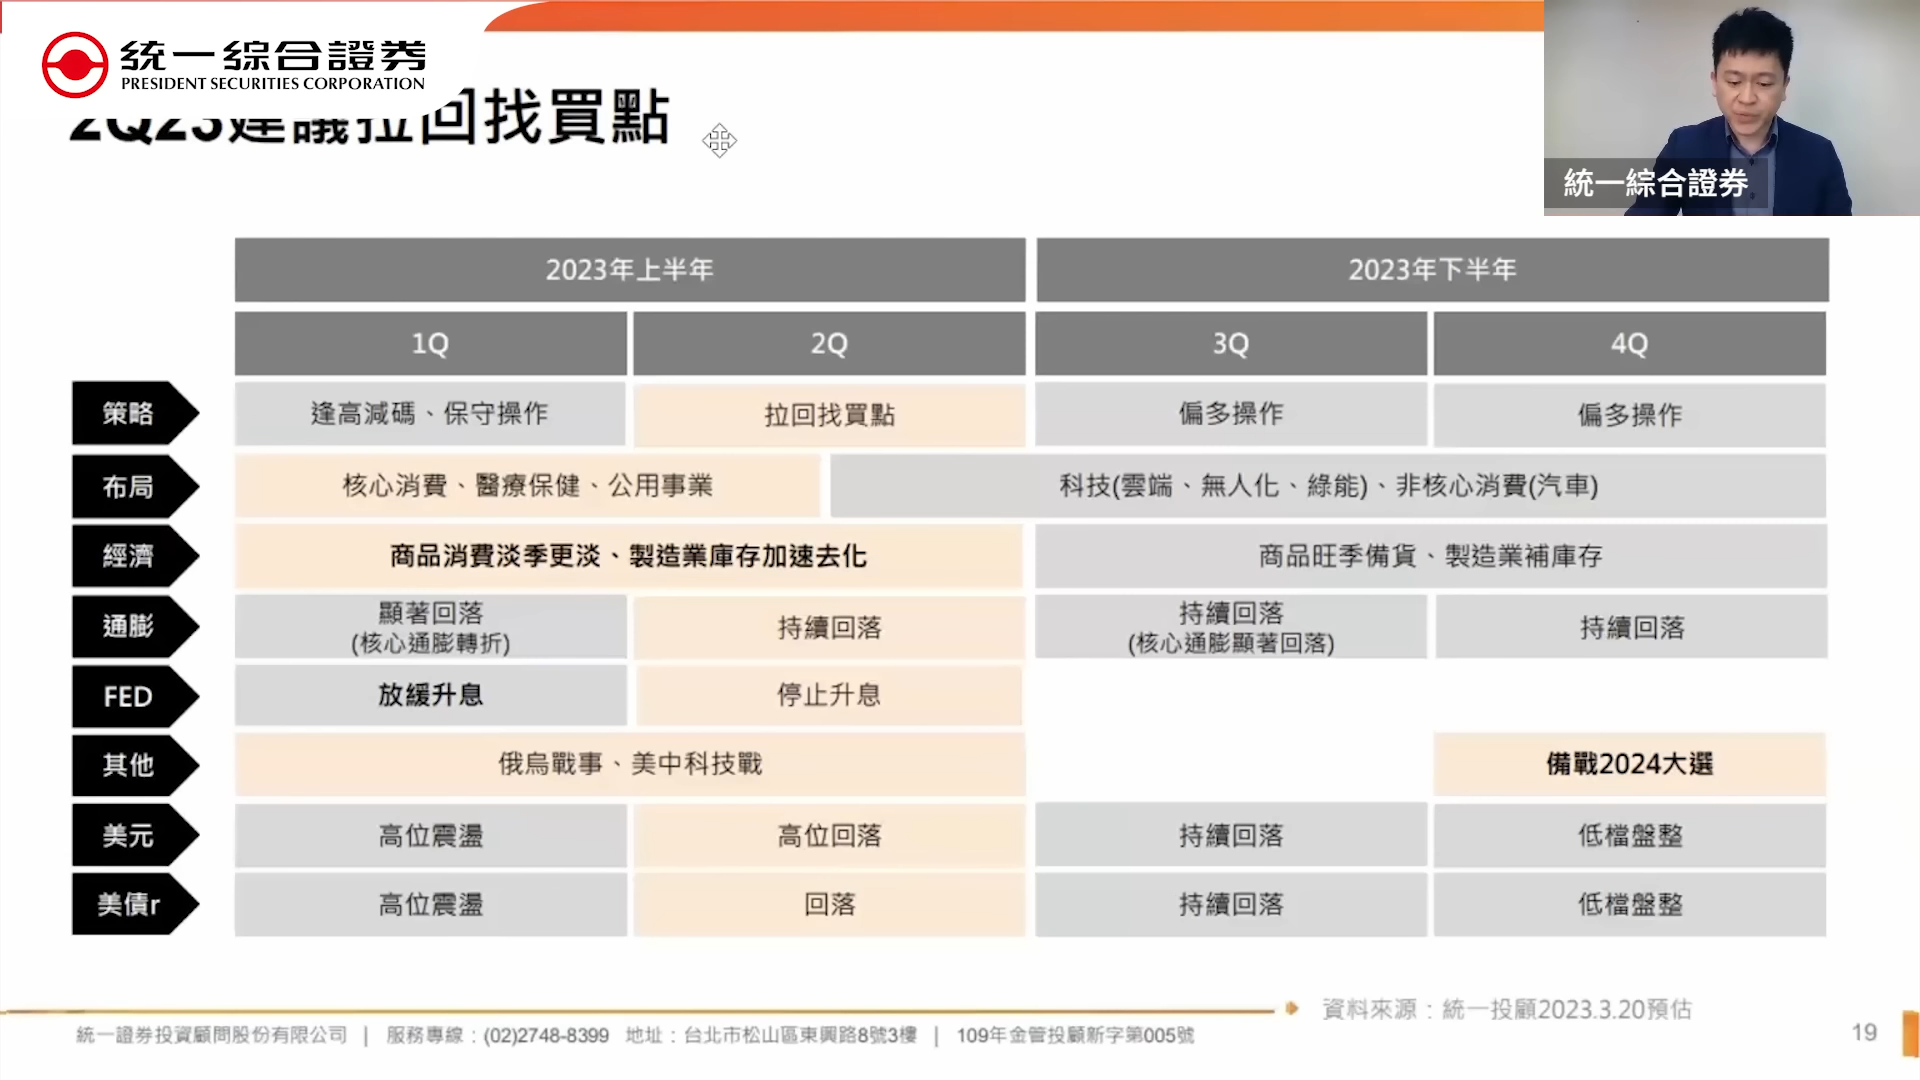 統一綜合證券
PRESIDENT SECURITIES CORPORATION
2Q23建議拉回找買點
統一綜合證券
2023年上半年
2023年下半年
1Q
2Q
3Q
4Q
策略
逢高減碼、保守操作
拉回找買點
偏多操作
偏多操作
布局
核心消費、醫療保健、公用事業
科技(雲端、無人化、綠能)、非核心消費(汽車)
經濟
商品消費淡季更淡、製造業庫存加速去化
商品旺季備貨、製造業補庫存
通膨
顯著回落
(核心通膨轉折)
持續回落
持續回落
(核心通膨顯著回落)
持續回落
FED
放緩升息
停止升息
其他
俄烏戰事、美中科技戰
備戰2024大選
美元
高位震盪
高位回落
持續回落
低檔盤整
美債r
高位震盪
回落
持續回落
低檔盤整
資料來源：統一投顧2023.3.20預估
統一證券投資顧問股份有限公司 | 服務專線：(02)2748-8399 地址：台北市松山區東興路8號3樓 | 109年金管投顧新字第005號
19